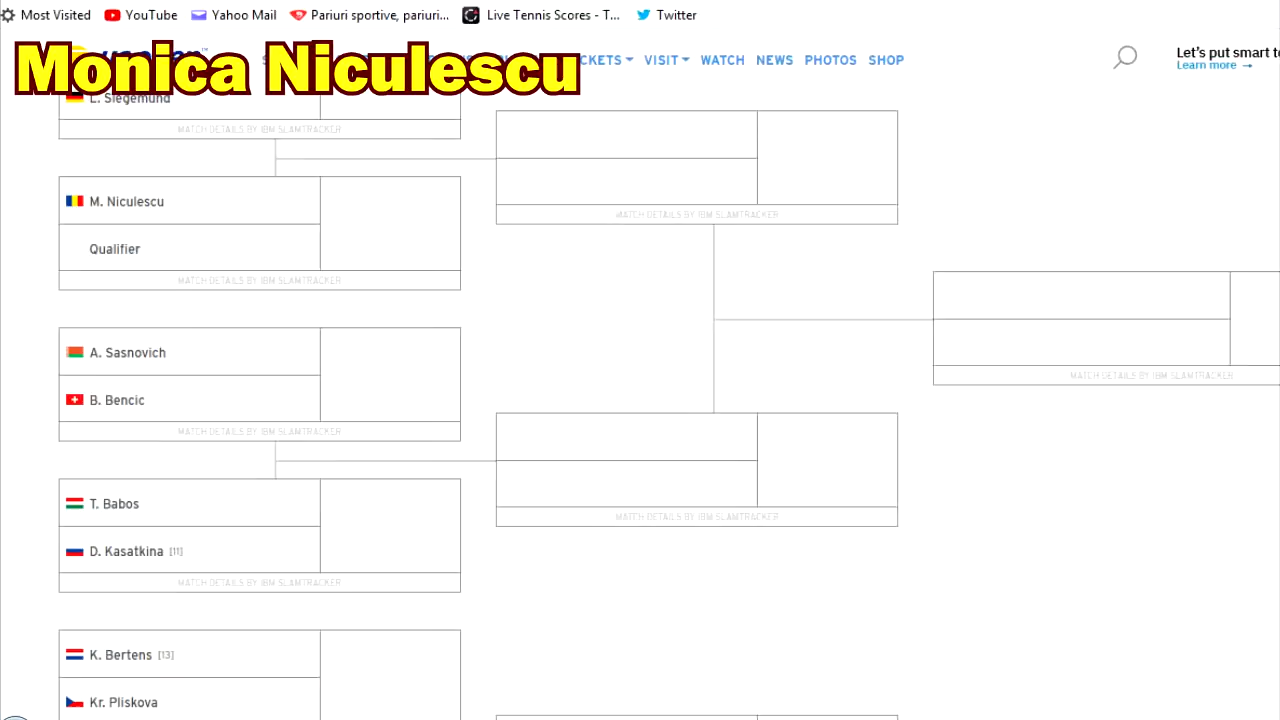 Most Visited YouTube Yahoo Mail Pariuri sportive, pariuri... Live Tennis Scores - T... Twitter
Monica Niculescu
VISIT WATCH NEWS PHOTOS SHOP
Let's put smart to
Learn more →
L. Siegemund
MATCH DETAILS BY IBM SLAMTRACKER
M. Niculescu
Qualifier
MATCH DETAILS BY IBM SLAMTRACKER
A. Sasnovich
B. Bencic
MATCH DETAILS BY IBM SLAMTRACKER
T. Babos
D. Kasatkina [11]
MATCH DETAILS BY IBM SLAMTRACKER
K. Bertens [13]
Kr. Pliskova
MATCH DETAILS BY IBM SLAMTRACKER
MATCH DETAILS BY IBM SLAMTRACKER
MATCH DETAILS BY IBM SLAMTRACKER